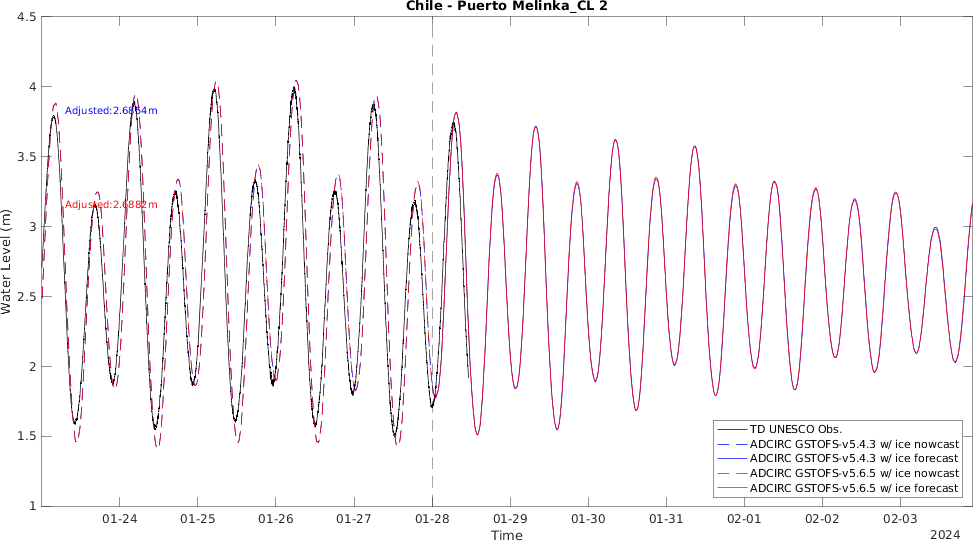 Chile - Puerto Melinka_CL 2
4.5
4
3.5
3
2.5
2
1.5
1
Water Level (m)
Adjusted:2.6864m
Adjusted:2.6882m
TD UNESCO Obs.
ADCIRC GSTOFS-v5.4.3 w/ ice nowcast
ADCIRC GSTOFS-v5.4.3 w/ ice forecast
ADCIRC GSTOFS-v5.6.5 w/ ice nowcast
ADCIRC GSTOFS-v5.6.5 w/ ice forecast
01-24
01-25
01-26
01-27
01-28
01-29
01-30
01-31
02-01
02-02
02-03
Time
2024